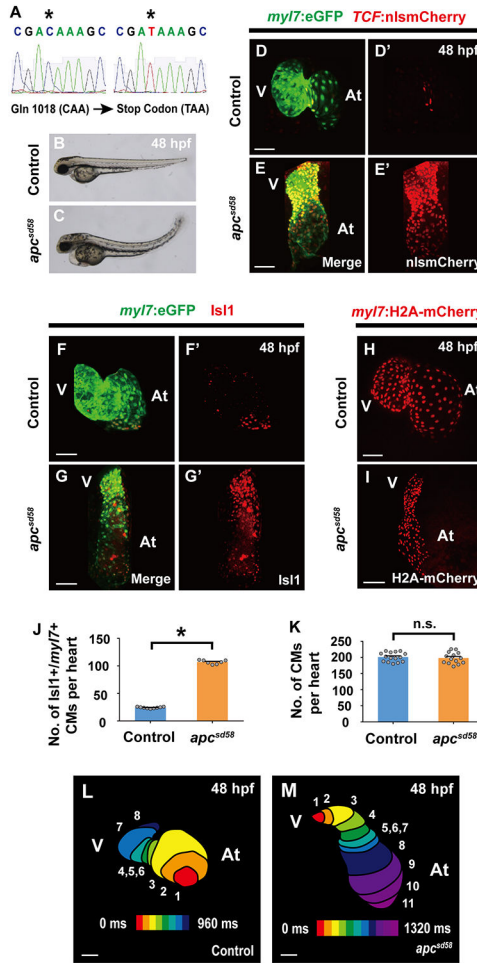 A
* *
CGACAAAGC CGATAAAGC
Gln 1018 (CAA) → Stop Codon (TAA)
B 48 hpf
Control
C
apcsd58
myl7:eGFP TCF:nlsmCherry
D D' 48 hpf
V At
Control
E E'
V
At
apcsd58
Merge nlsmCherry
myl7:eGFP Isl1
F F' 48 hpf
V At
Control
G G'
V
At
apcsd58
Merge Isl1
myl7:H2A-mCherry
H 48 hpf
V At
Control
I
V
At
apcsd58
H2A-mCherry
J
No. of Isl1+/myl7+
CMs per heart
150
100
50
0
*
Control apcsd58
K
No. of CMs
per heart
250
200
150
100
50
0
n.s.
Control apcsd58
L 48 hpf
V At
8
7
4,5,6
3
2
1
0 ms 960 ms
Control
M 48 hpf
V At
1
2
3
4
5,6,7
8
9
10
11
0 ms 1320 ms
apcsd58